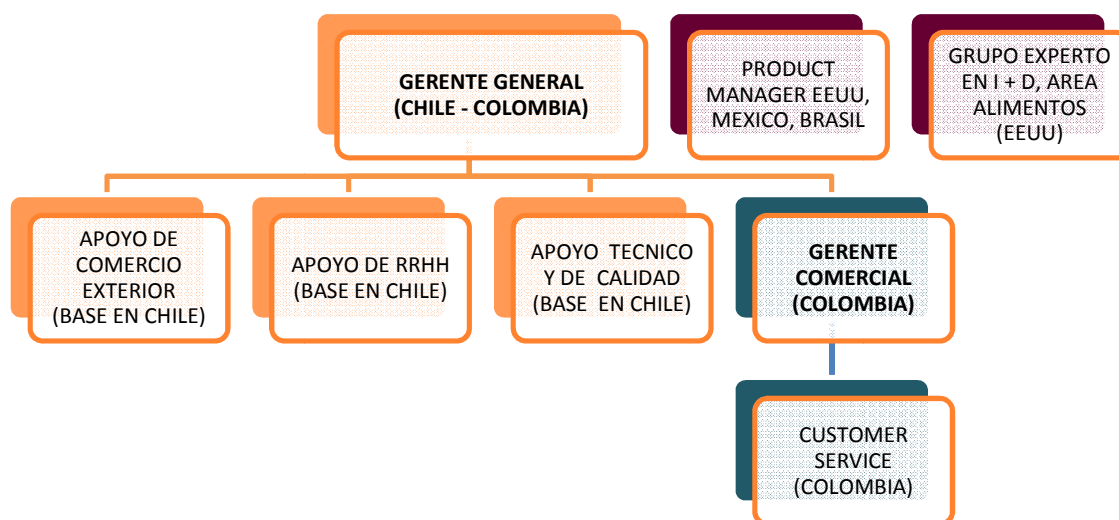 GERENTE GENERAL
(CHILE - COLOMBIA)
PRODUCT
MANAGER EEUU,
MEXICO, BRASIL
GRUPO EXPERTO
EN I + D, AREA
ALIMENTOS
(EEUU)
APOYO DE
COMERCIO
EXTERIOR
(BASE EN CHILE)
APOYO DE RRHH
(BASE EN CHILE)
APOYO TECNICO
Y DE CALIDAD
(BASE EN CHILE)
GERENTE
COMERCIAL
(COLOMBIA)
CUSTOMER
SERVICE
(COLOMBIA)